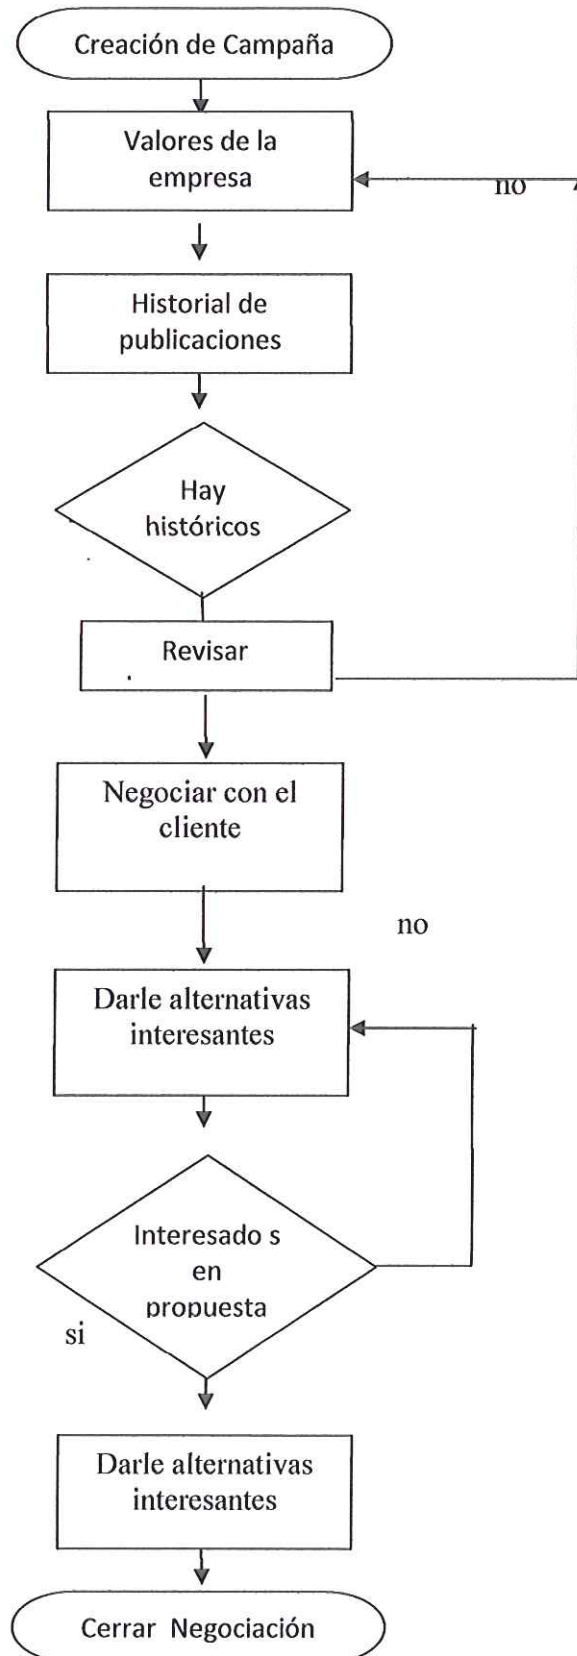 Creación de Campaña
Valores de la
empresa
no
Historial de
publicaciones
Hay
históricos
Revisar
Negociar con el
cliente
no
Darle alternativas
interesantes
Interesado s
en
propuesta
si
Darle alternativas
interesantes
Cerrar Negociación